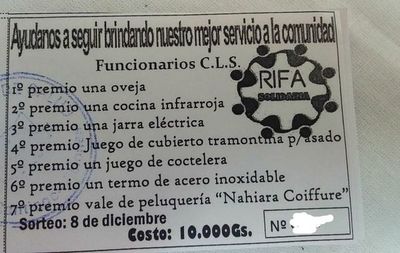 Ayudanos a seguir brindando nuestro mejor servicio a la comunidad
Funcionarios C.L.S.
RIFA
SOLIDARIA
1º premio una oveja
2º premio una cocina infrarroja
3º premio una jarra eléctrica
4º premio Juego de cubierto tramontina p/asado
5º premio un juego de coctelera
6º premio un termo de acero inoxidable
7º premio vale de peluquería “Nahiara Coiffure”
Sorteo: 8 de diciembre
Costo: 10.000Gs.
Nº